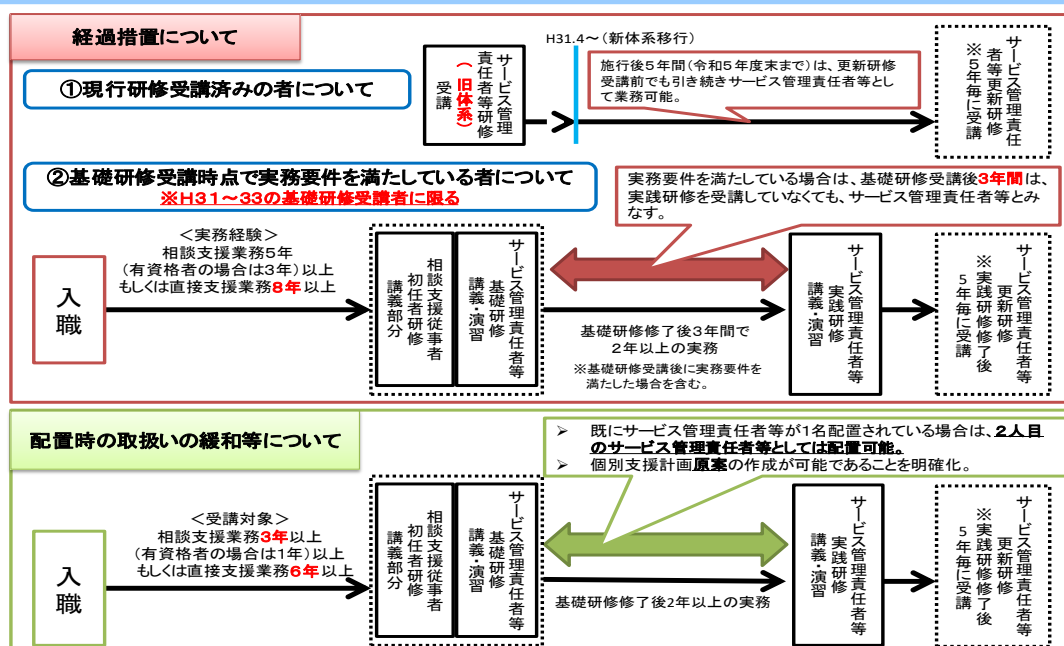 経過措置について
H31.4～(新体系移行)
①現行研修受講済みの者について
サービス管理
責任者等研修
(旧体系)
受講
施行後5年間(令和5年度末まで)は、更新研修
受講前でも引き続きサービス管理責任者等とし
て業務可能。
サービス管理責任
者等更新研修
※5年毎に受講
②基礎研修受講時点で実務要件を満たしている者について
※H31～33の基礎研修受講者に限る
実務要件を満たしている場合は、基礎研修受講後3年間は、
実践研修を受講していなくても、サービス管理責任者等とみ
なす。
入職
＜実務経験＞
相談支援業務5年
(有資格者の場合は3年)以上
もしくは直接支援業務8年以上
相談支援従事者
初任者研修
講義部分
サービス管理責任者等
基礎研修
講義・演習
基礎研修修了後3年間で
2年以上の実務
※基礎研修受講後に実務要件を
満たした場合を含む。
サービス管理責任者等
実践研修
講義・演習
サービス管理責任者等
更新研修
※実践研修修了後
5年毎に受講
配置時の取扱いの緩和等について
➢ 既にサービス管理責任者等が1名配置されている場合は、2人目
のサービス管理責任者等としては配置可能。
➢ 個別支援計画原案の作成が可能であることを明確化。
入職
＜受講対象＞
相談支援業務3年以上
(有資格者の場合は1年)以上
もしくは直接支援業務6年以上
相談支援従事者
初任者研修
講義部分
サービス管理責任者等
基礎研修
講義・演習
基礎研修修了後2年以上の実務
サービス管理責任者等
実践研修
講義・演習
サービス管理責任者等
更新研修
※実践研修修了後
5年毎に受講